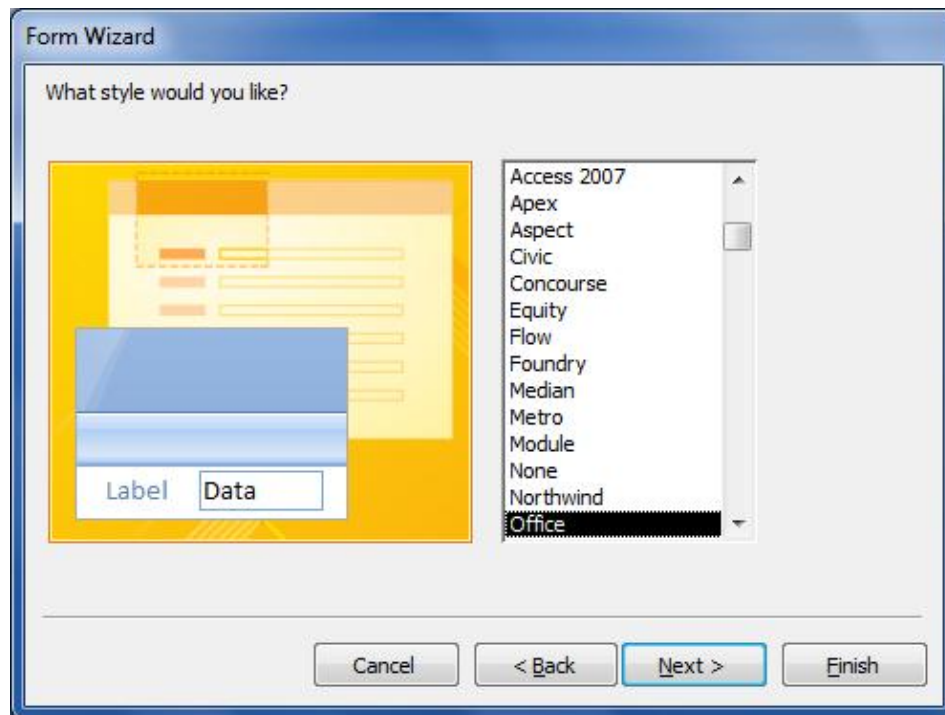 Form Wizard
What style would you like?
Label Data
Access 2007
Apex
Aspect
Civic
Concourse
Equity
Flow
Foundry
Median
Metro
Module
None
Northwind
Office
Cancel < Back Next > Finish